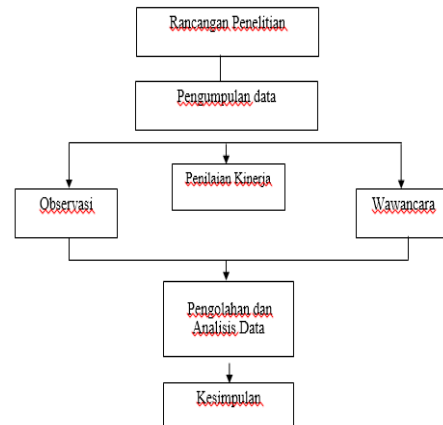 Rancangan Penelitian
Pengumpulan data
Penilaian Kinerja
Observasi
Wawancara
Pengolahan dan
Analisis Data
Kesimpulan